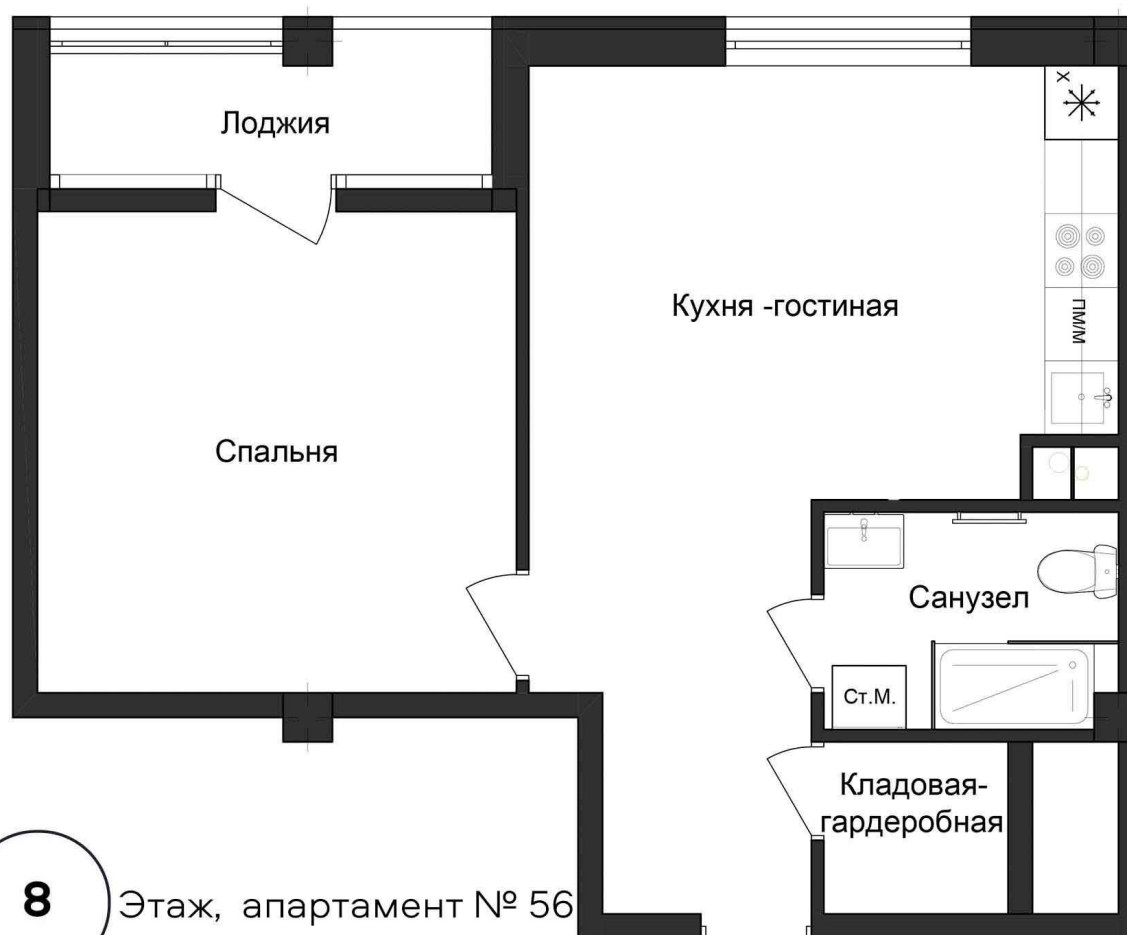 Лоджия
X
Кухня -гостиная
ПМ/М
Спальня
Санузел
Ст.М.
Кладовая-
гардеробная
8
Этаж, апартамент № 56